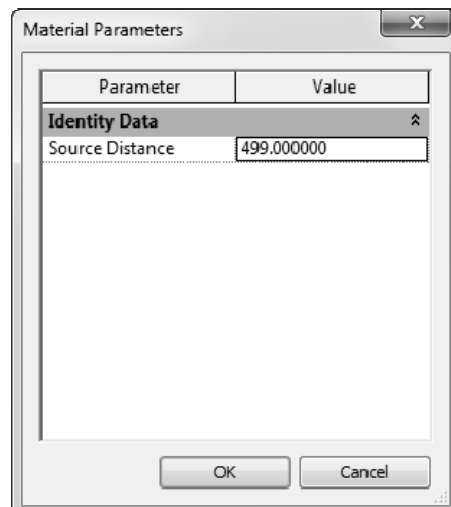 Material Parameters
Parameter Value
Identity Data
Source Distance 499.000000
OK Cancel